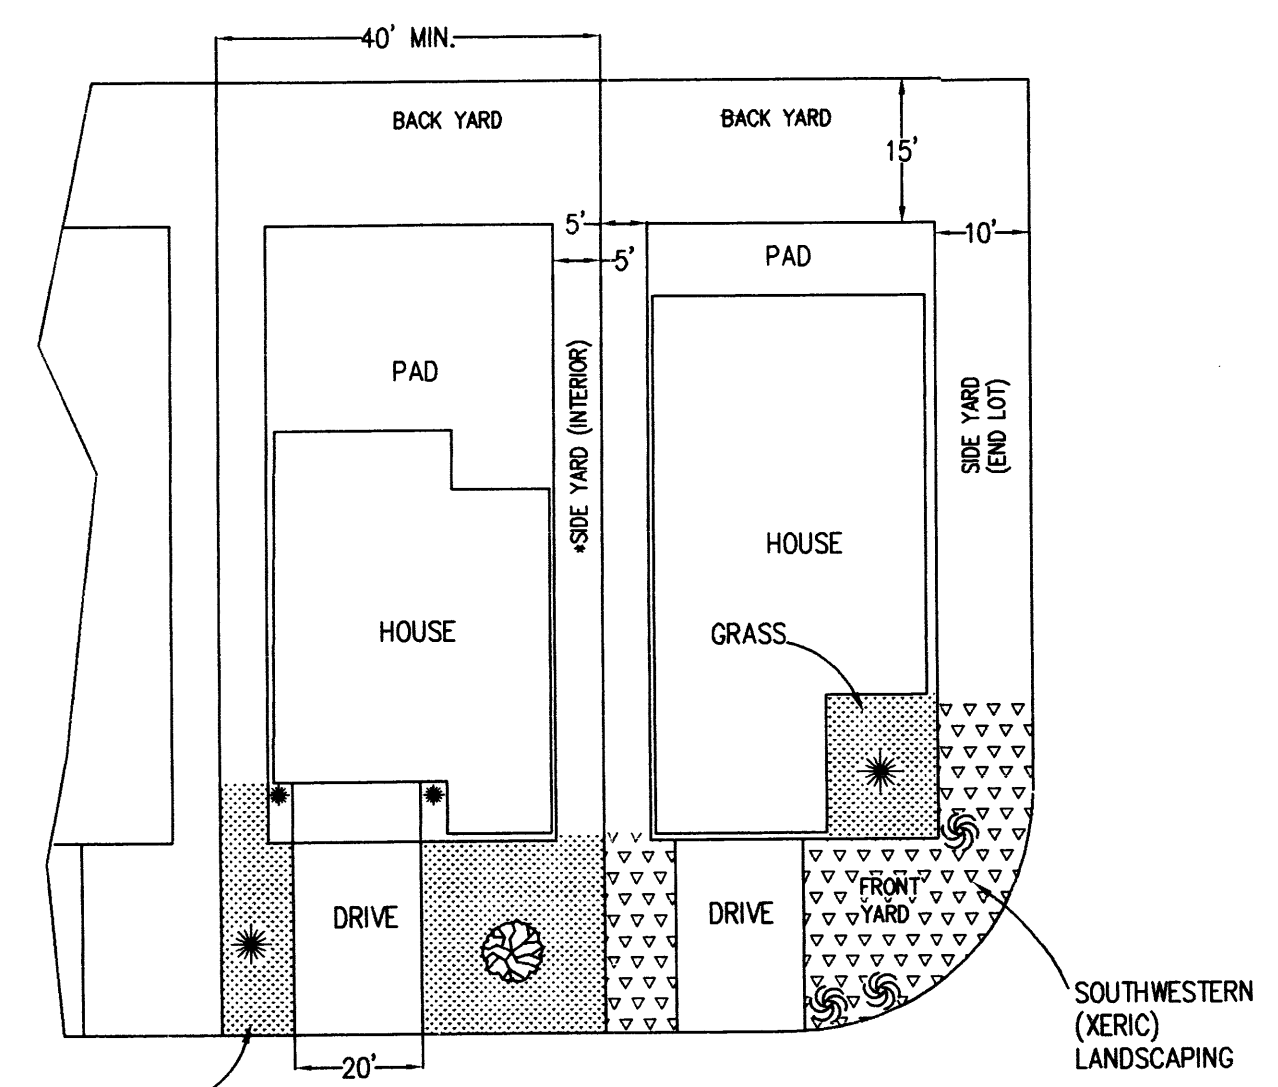 40' MIN.
BACK YARD
BACK YARD
15'
5'
10'
5'
PAD
PAD
*SIDE YARD (INTERIOR)
SIDE YARD
(END LOT)
HOUSE
HOUSE
GRASS
DRIVE
DRIVE
FRONT
YARD
SOUTHWESTERN
(XERIC)
LANDSCAPING
20'